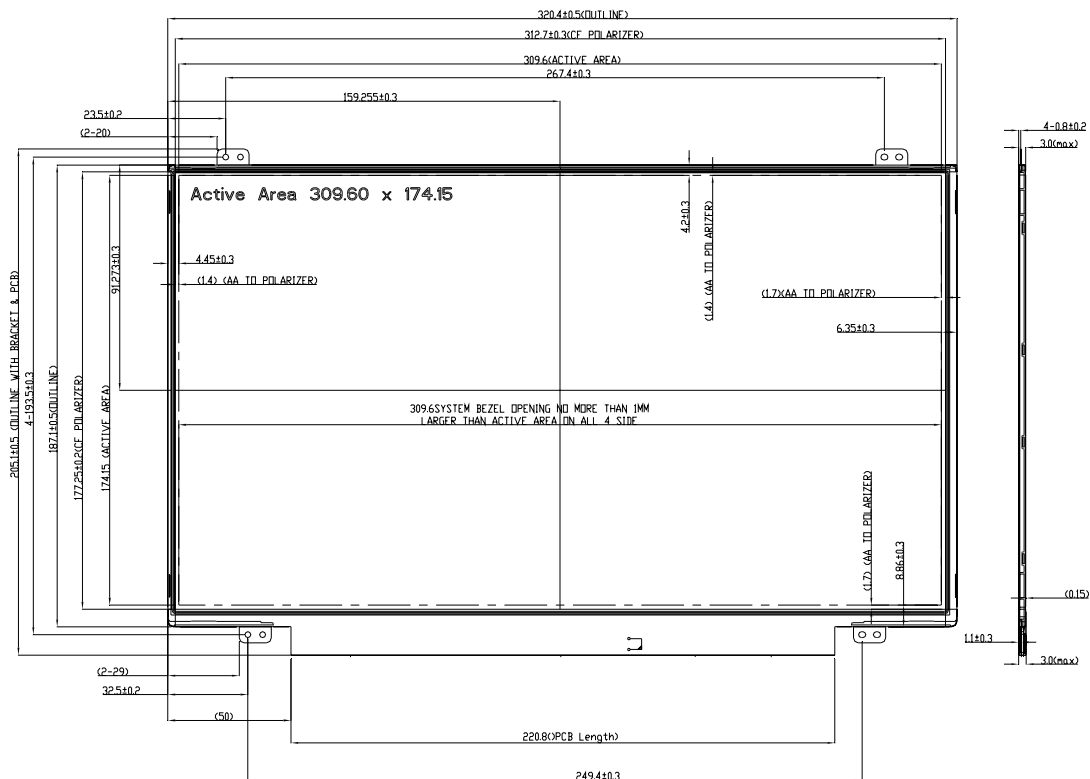 320.4±0.5(OUTLINE)
312.7±0.3(CF POLARIZER)
309.6(ACTIVE AREA)
267.4±0.3
159.255±0.3
23.5±0.2
(2-20)
4-0.8±0.2
3.0(max)
Active Area 309.60 x 174.15
4.2±0.3
(1.4) (AA TO POLARIZER)
91.273±0.3
4.45±0.3
(1.4) (AA TO POLARIZER)
(1.7)(AA TO POLARIZER)
6.35±0.3
205.1±0.5 (OUTLINE WITH BRACKET & PCB)
4-193.5±0.3
187.1±0.5(OUTLINE)
177.25±0.2(CF POLARIZER)
174.15 (ACTIVE AREA)
309.6SYSTEM BEZEL OPENING NO MORE THAN 1MM
LARGER THAN ACTIVE AREA ON ALL 4 SIDE
(1.7) (AA TO POLARIZER)
8.86±0.3
(0.15)
1.1±0.3
3.0(max)
(2-29)
32.5±0.2
(50)
220.8()PCB Length)
249.4±0.3